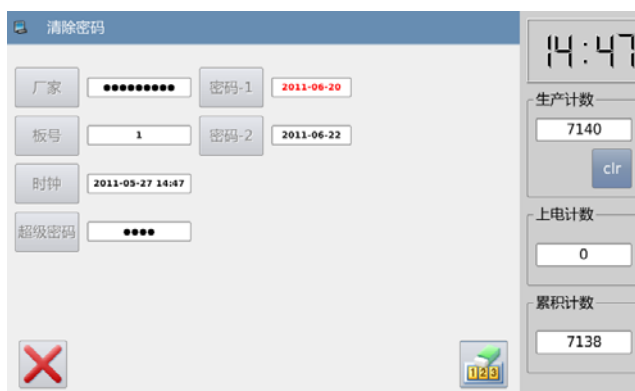 清除密码
14:47
厂家 ●●●●●●●●● 密码-1 2011-06-20
生产计数
板号 1 密码-2 2011-06-22
7140
clr
时钟 2011-05-27 14:47
上电计数
超级密码 ●●●●
0
累积计数
7138
123